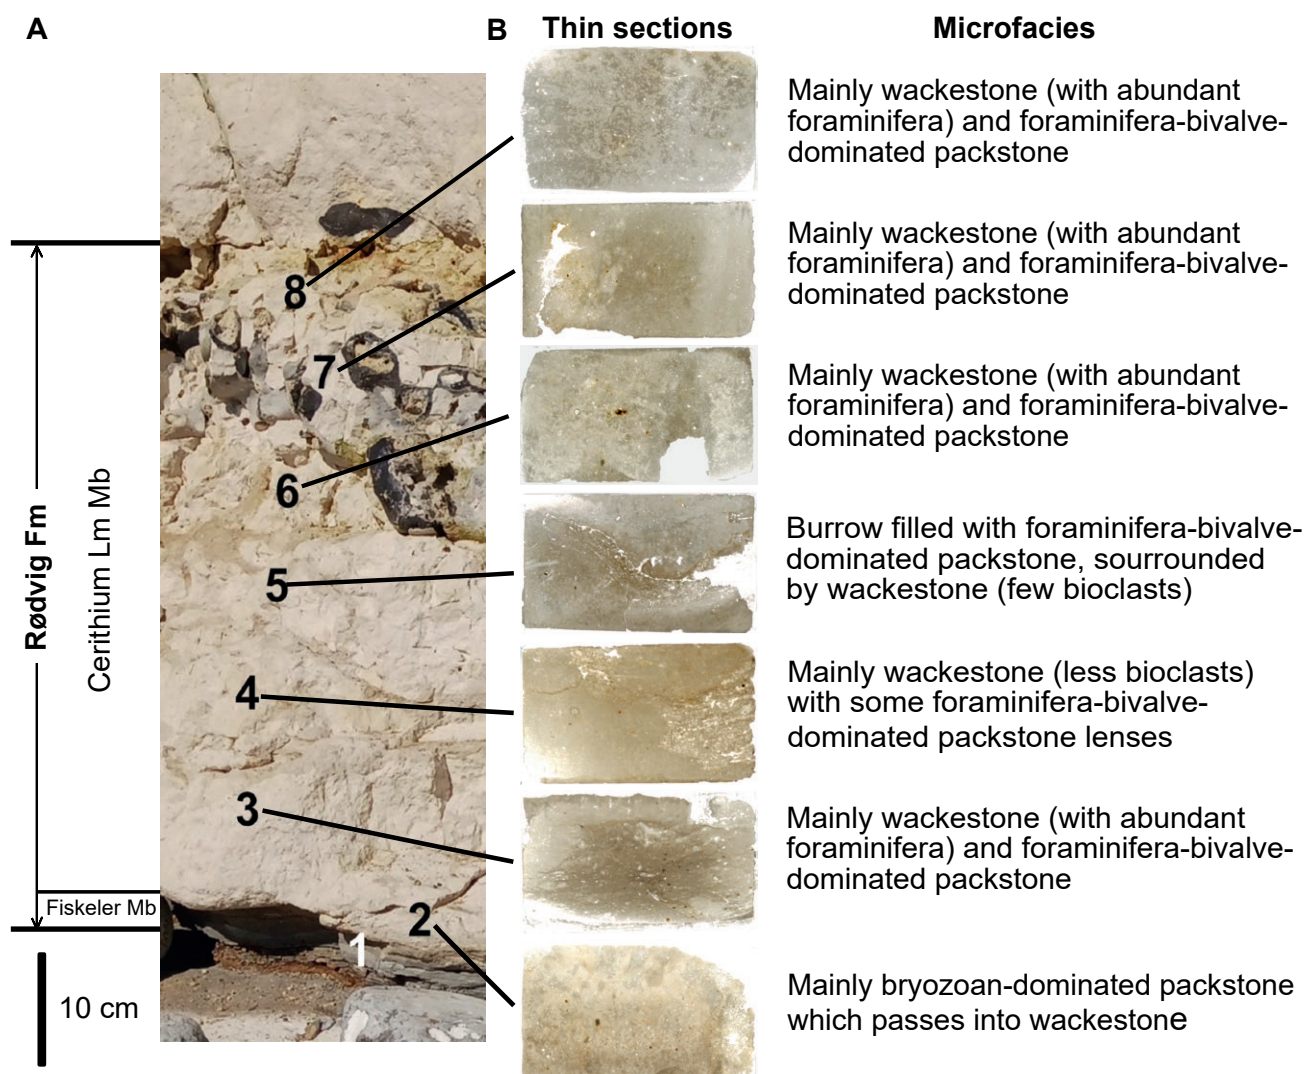 A
B
Thin sections
Microfacies
Mainly wackestone (with abundant
foraminifera) and foraminifera-bivalve-
dominated packstone
8
Mainly wackestone (with abundant
foraminifera) and foraminifera-bivalve-
dominated packstone
7
Mainly wackestone (with abundant
foraminifera) and foraminifera-bivalve-
dominated packstone
6
Burrow filled with foraminifera-bivalve-
dominated packstone, sourrounded
by wackestone (few bioclasts)
5
Mainly wackestone (less bioclasts)
with some foraminifera-bivalve-
dominated packstone lenses
4
Mainly wackestone (with abundant
foraminifera) and foraminifera-bivalve-
dominated packstone
3
Mainly bryozoan-dominated packstone
which passes into wackestone
2
1
Rødvig Fm
Cerithium Lm Mb
Fiskeler Mb
10 cm